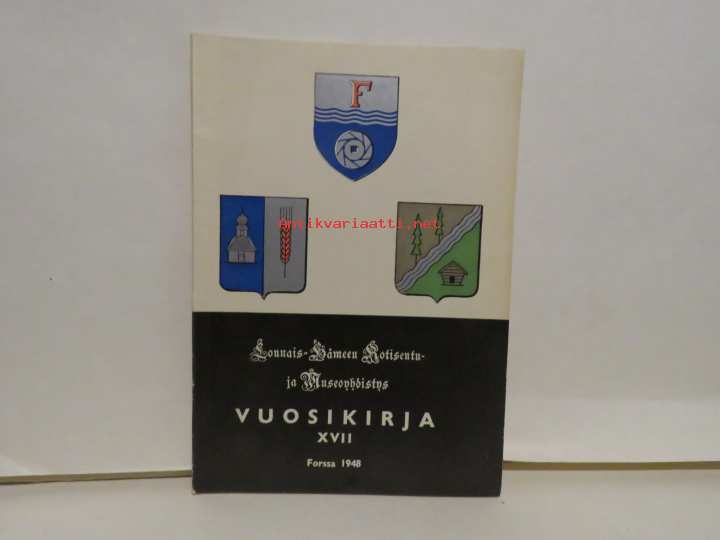 F
Antikvariaatti.net
Lounais-Hämeen Kotiseutu-
ja Museoyhdistys
VUOSIKIRJA
XVII
Forssa 1948